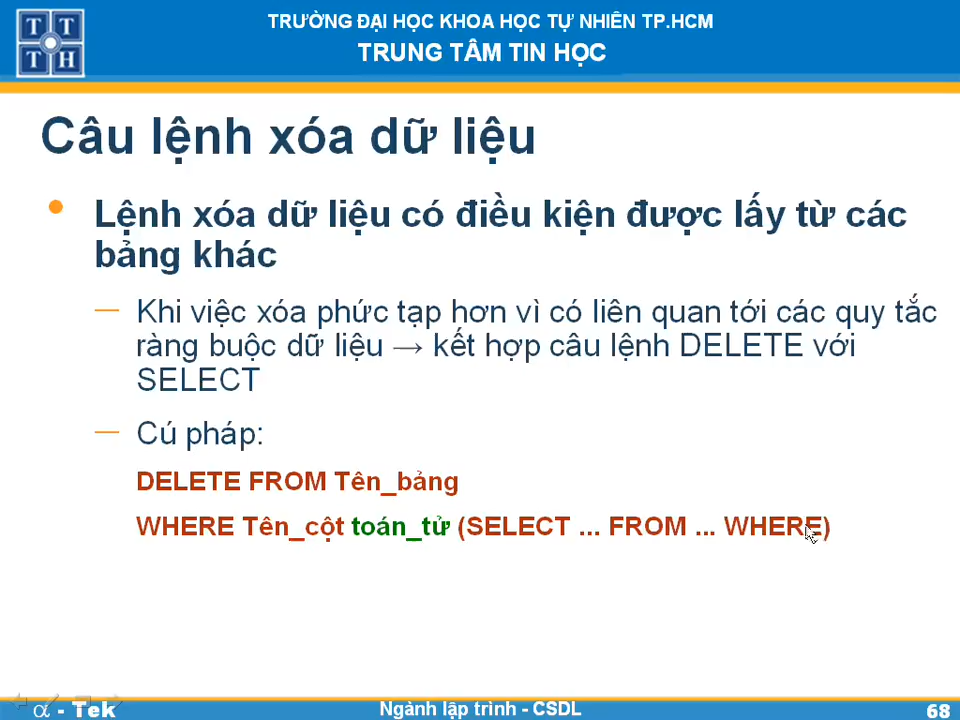 T T
T H
TRƯỜNG ĐẠI HỌC KHOA HỌC TỰ NHIÊN TP.HCM
TRUNG TÂM TIN HỌC
Câu lệnh xóa dữ liệu
• Lệnh xóa dữ liệu có điều kiện được lấy từ các
bảng khác
— Khi việc xóa phức tạp hơn vì có liên quan tới các quy tắc
ràng buộc dữ liệu → kết hợp câu lệnh DELETE với
SELECT
— Cú pháp:
DELETE FROM Tên_bảng
WHERE Tên_cột toán_tử (SELECT ... FROM ... WHERE)
α - Tek
Ngành lập trình - CSDL
68